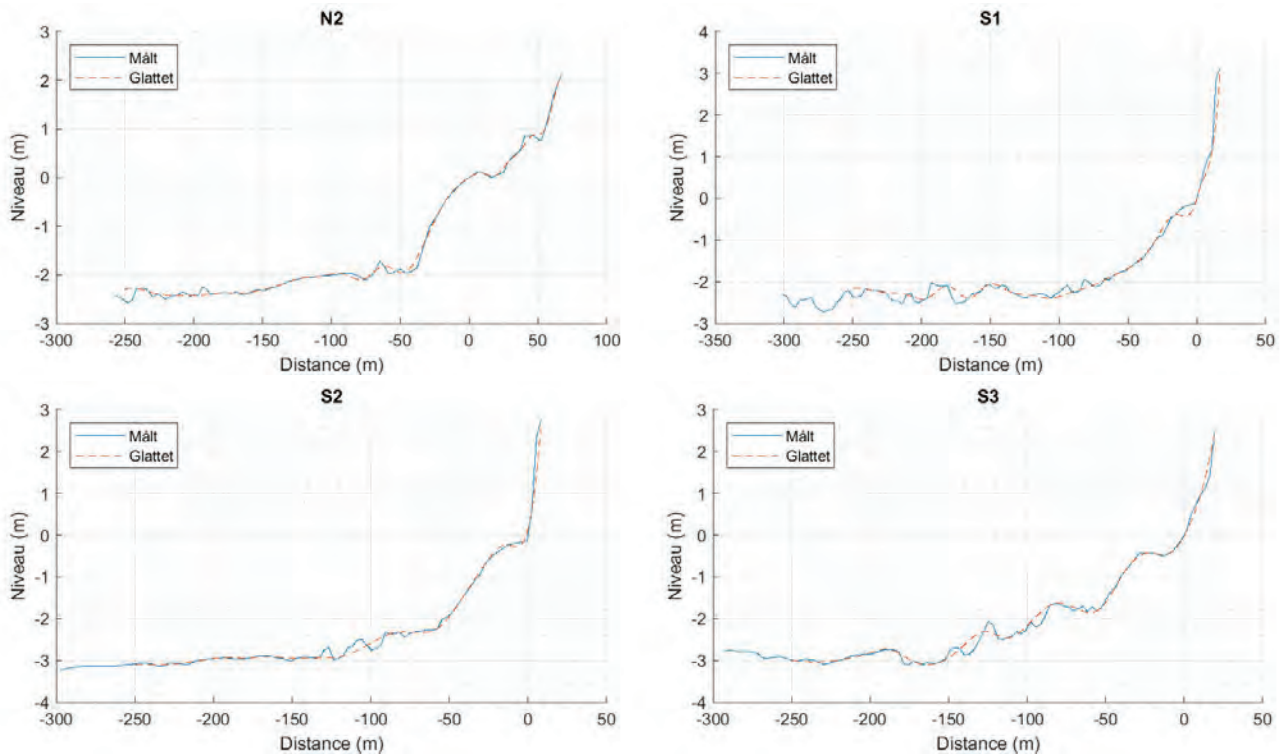 N2
3
2
1
0
-1
-2
-3
Niveau (m)
Målt
Glattet
-300 -250 -200 -150 -100 -50 0 50 100
Distance (m)
S1
4
3
2
1
0
-1
-2
-3
Niveau (m)
Målt
Glattet
-350 -300 -250 -200 -150 -100 -50 0 50
Distance (m)
S2
3
2
1
0
-1
-2
-3
-4
Niveau (m)
Målt
Glattet
-300 -250 -200 -150 -100 -50 0 50
Distance (m)
S3
3
2
1
0
-1
-2
-3
-4
Niveau (m)
Målt
Glattet
-300 -250 -200 -150 -100 -50 0 50
Distance (m)